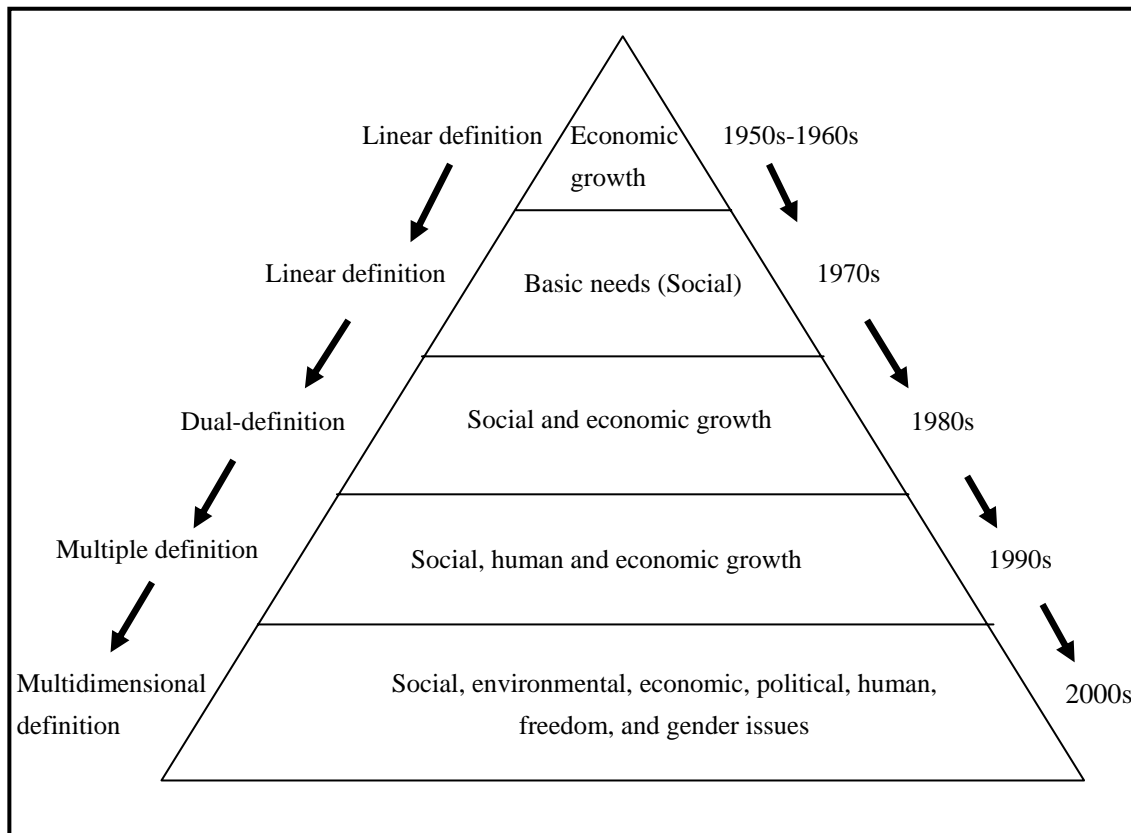 Linear definition
Economic
growth
1950s-1960s
Linear definition
Basic needs (Social)
1970s
Dual-definition
Social and economic growth
1980s
Multiple definition
Social, human and economic growth
1990s
Multidimensional
definition
Social, environmental, economic, political, human,
freedom, and gender issues
2000s